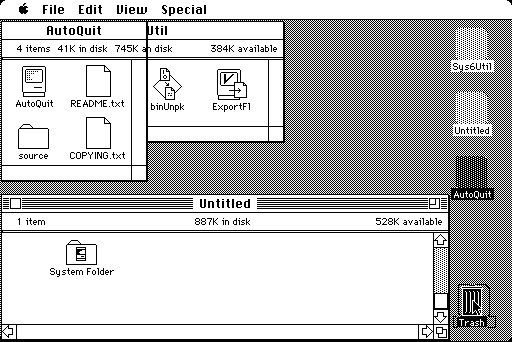 File Edit View Special
AutoQuit
Util
4 items 41K in disk 745K a
n disk 384K available
AutoQuit
README.txt
source
COPYING.txt
binUnpk
ExportFl
Untitled
1 item 887K in disk 528K available
System Folder
Sys6Util
Untitled
AutoQuit
Trash